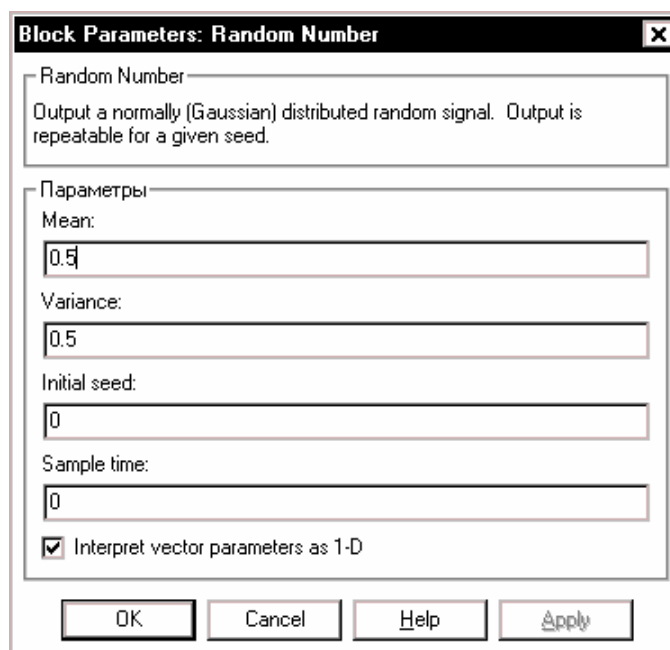 Block Parameters: Random Number
Random Number
Output a normally (Gaussian) distributed random signal. Output is
repeatable for a given seed.
Параметры
Mean:
0.5
Variance:
0.5
Initial seed:
0
Sample time:
0
Interpret vector parameters as 1-D
OK
Cancel
Help
Apply